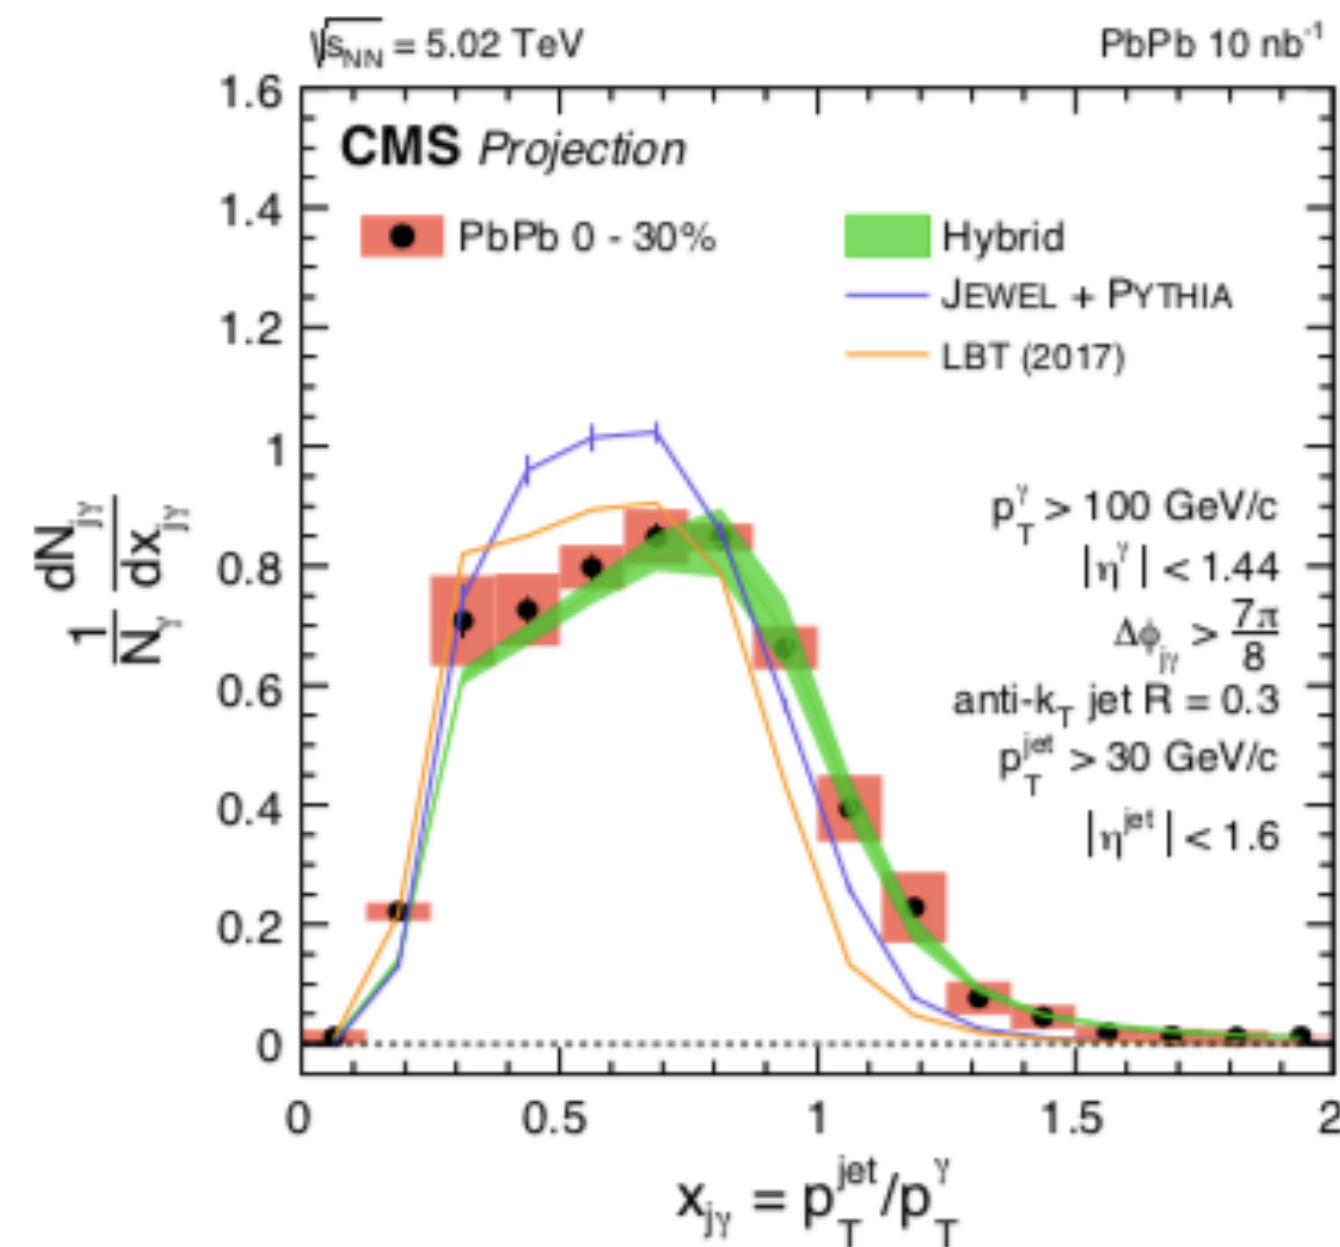 √s_NN = 5.02 TeV PbPb 10 nb⁻¹
CMS Projection
PbPb 0 - 30%
Hybrid
JEWEL + PYTHIA
LBT (2017)
p_T^γ > 100 GeV/c
|η^γ| < 1.44
Δϕ_jγ > 7π/8
anti-k_T jet R = 0.3
p_T^jet > 30 GeV/c
|η^jet| < 1.6
1/N_γ dN_jγ/dx_jγ
1.6
1.4
1.2
1
0.8
0.6
0.4
0.2
0
0 0.5 1 1.5 2
x_jγ = p_T^jet/p_T^γ